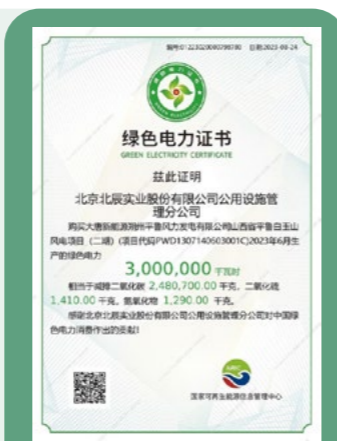 绿色电力证书
GREEN ELECTRICITY CERTIFICATE
兹此证明
北京北辰实业股份有限公司公用设施管
理分公司
购买大唐新能源朔州平鲁风力发电有限公司山西省平鲁白玉山
风电项目（二期）(项目代码PWD1307140603001C)2023年6月生
产的绿色电力
3,000,000 千瓦时
相当于减排二氧化碳 2,480,700.00 千克，二氧化硫
1,410.00 千克，氮氧化物 1,290.00 千克。
感谢北京北辰实业股份有限公司公用设施管理分公司对中国绿
色电力消费作出的贡献!
国家可再生能源信息管理中心